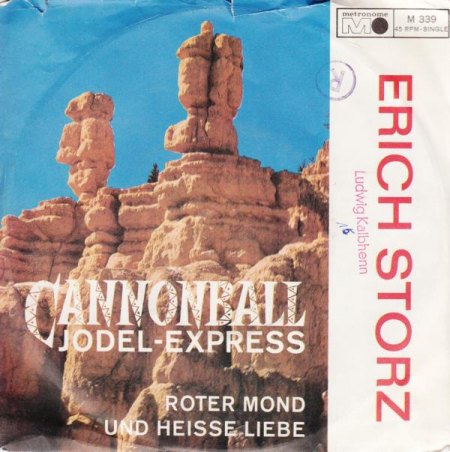 metronome
M 339
45 RPM-SINGLE
ERICH STORZ
Ludwig Kalbhenn
CANNONBALL
JODEL-EXPRESS
ROTER MOND
UND HEISSE LIEBE